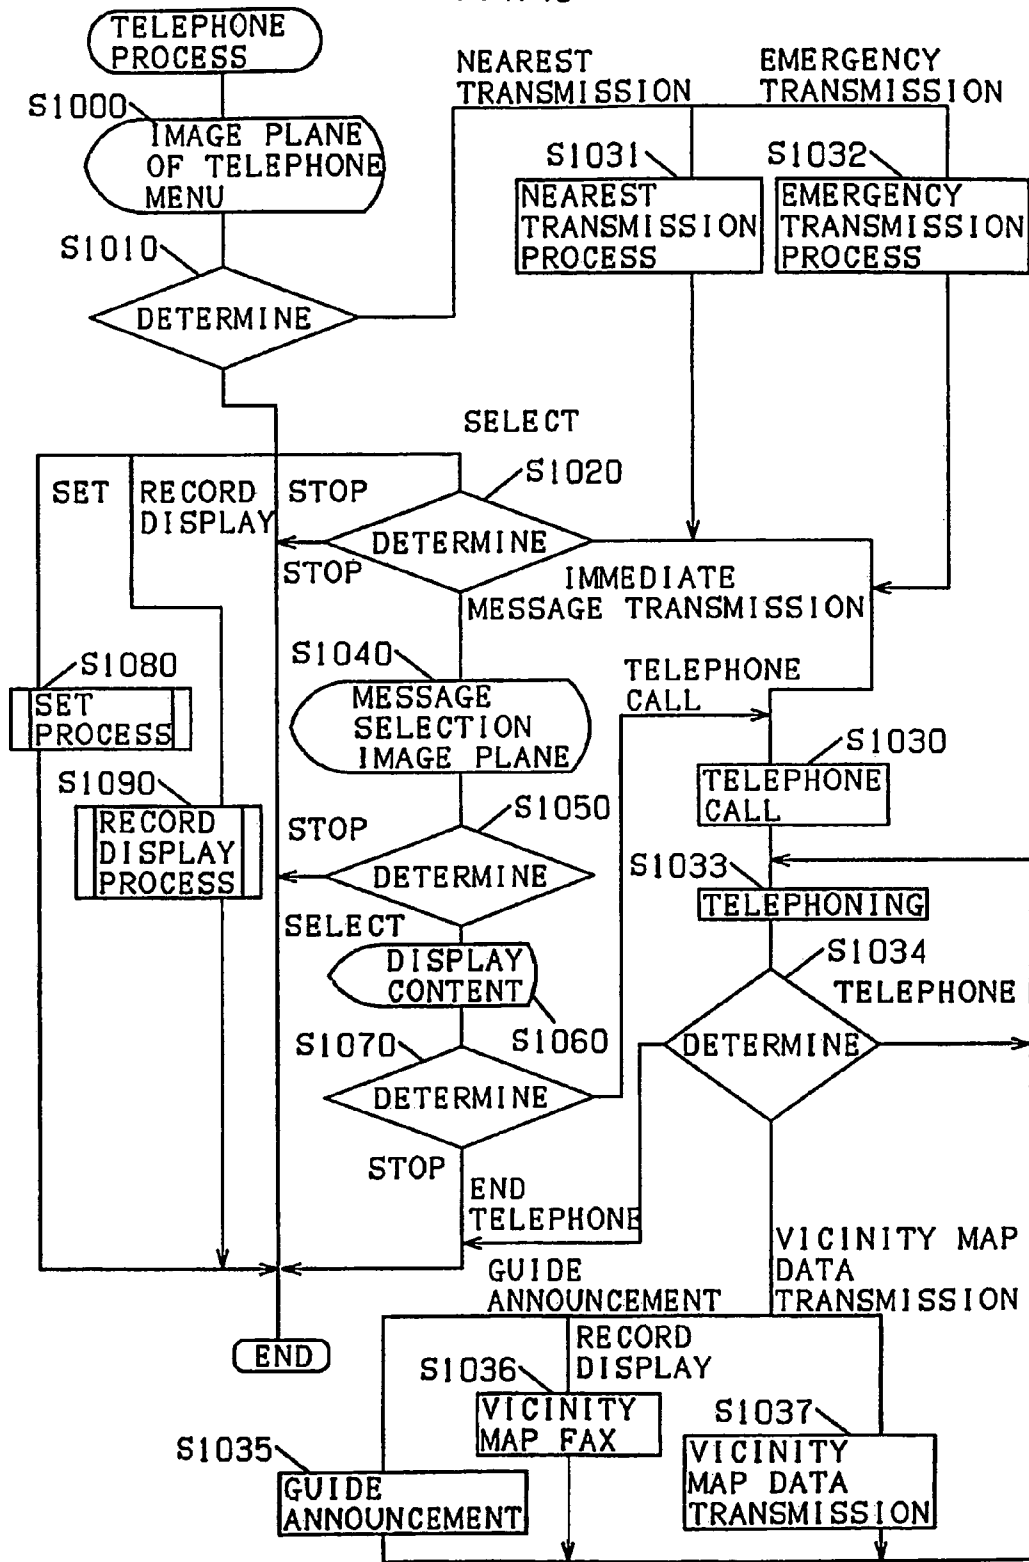 TELEPHONE
PROCESS
NEAREST
TRANSMISSION
EMERGENCY
TRANSMISSION
S1000
IMAGE PLANE
OF TELEPHONE
MENU
S1031
S1032
NEAREST
TRANSMISSION
PROCESS
EMERGENCY
TRANSMISSION
PROCESS
S1010
DETERMINE
SELECT
S1020
SET
RECORD
DISPLAY
STOP
DETERMINE
STOP
IMMEDIATE
MESSAGE TRANSMISSION
S1040
S1080
TELEPHONE
CALL
SET
PROCESS
MESSAGE
SELECTION
IMAGE PLANE
S1030
TELEPHONE
CALL
S1090
S1050
RECORD
DISPLAY
PROCESS
STOP
DETERMINE
S1033
TELEPHONING
SELECT
S1034
DISPLAY
CONTENT
TELEPHONE
S1060
S1070
DETERMINE
DETERMINE
STOP
END
TELEPHONE
GUIDE
ANNOUNCEMENT
VICINITY MAP
DATA
TRANSMISSION
END
RECORD
DISPLAY
S1036
VICINITY
MAP FAX
S1037
S1035
VICINITY
MAP DATA
TRANSMISSION
GUIDE
ANNOUNCEMENT